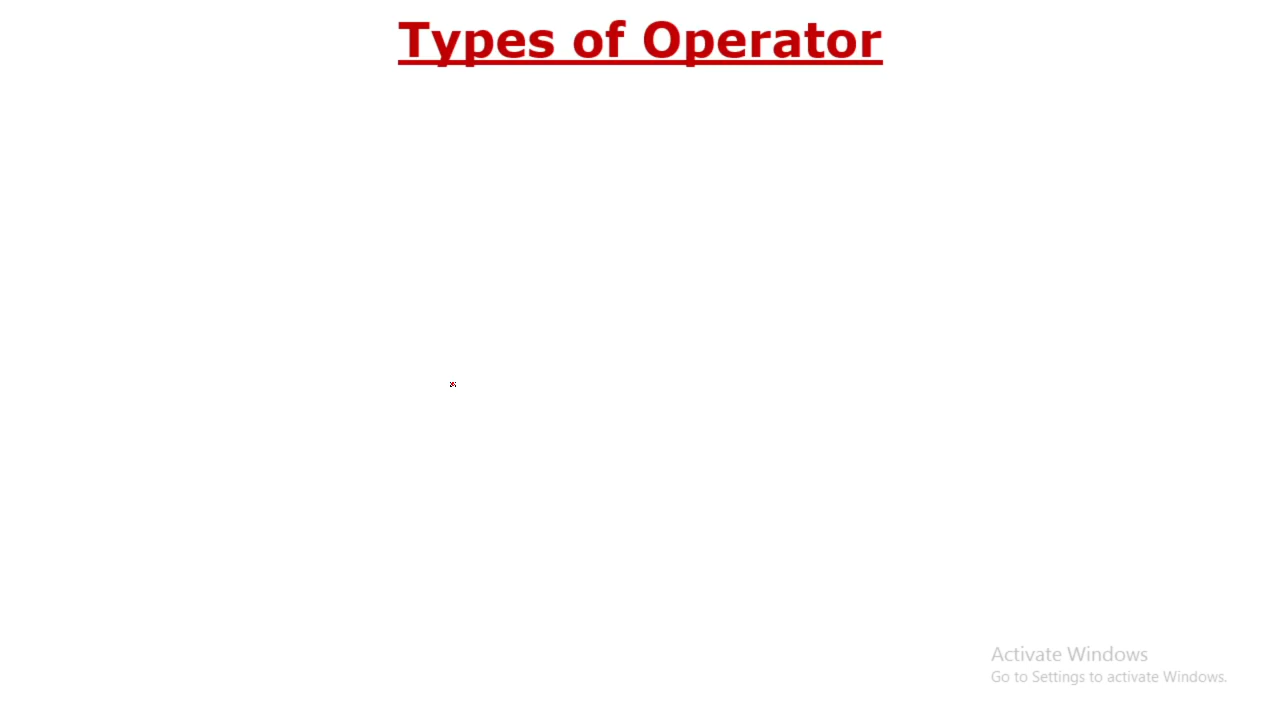 Types of Operator
Activate Windows
Go to Settings to activate Windows.